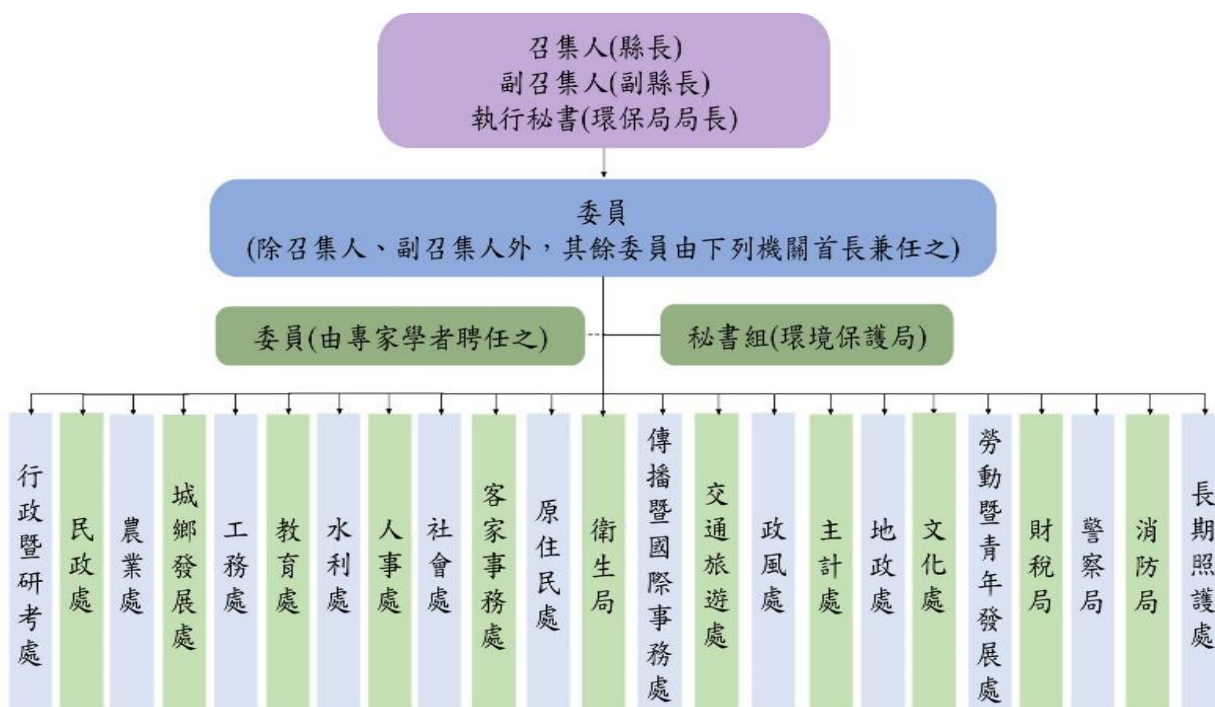 召集人(縣長)
副召集人(副縣長)
執行秘書(環保局局長)
委員
(除召集人、副召集人外，其餘委員由下列機關首長兼任之)
委員(由專家學者聘任之)
秘書組(環境保護局)
行政暨研考處
民政處
農業處
城鄉發展處
工務處
教育處
水利處
人事處
社會處
客家事務處
原住民處
衛生局
傳播暨國際事務處
交通旅遊處
政風處
主計處
地政處
文化處
勞動暨青年發展處
財稅局
警察局
消防局
長期照護處